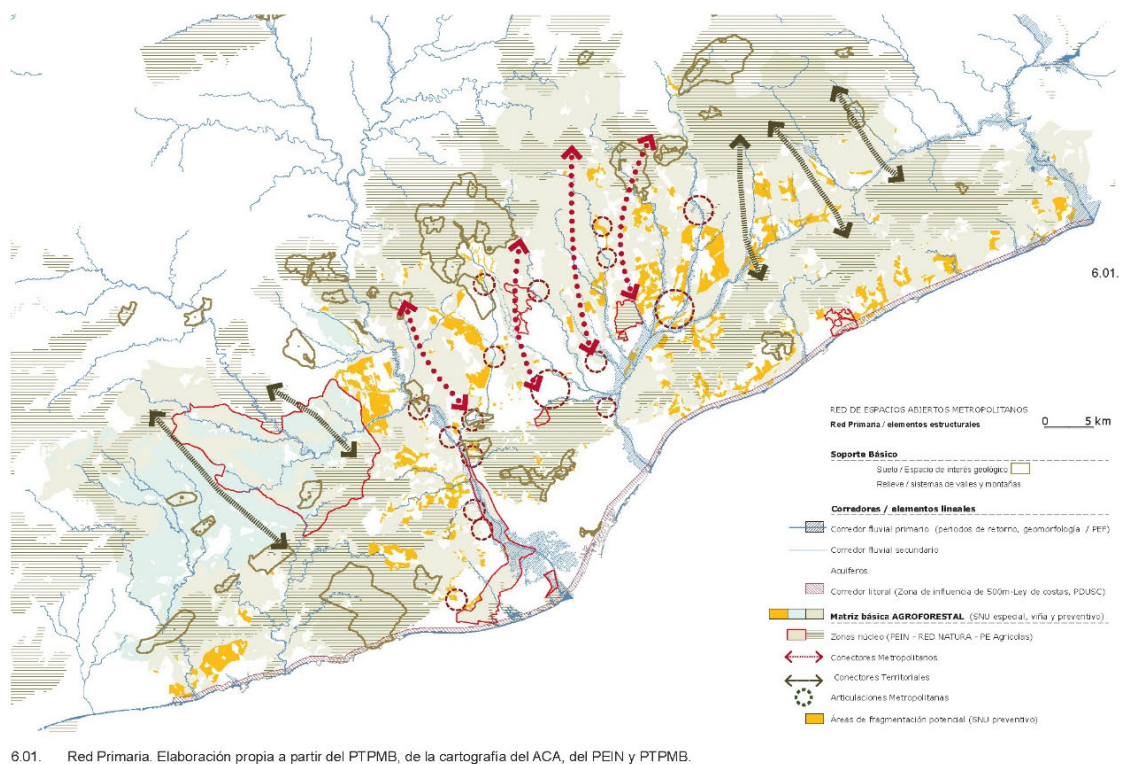 6.01.
RED DE ESPACIOS ABIERTOS METROPOLITANOS
Red Primaria / elementos estructurales
0 5 km
Soporte Básico
Suelo / Espacio de interés geológico
Relieve / sistemas de valles y montañas
Corredores / elementos lineales
Corredor fluvial primario (periodos de retorno, geomorfología / PEF)
Corredor fluvial secundario
Aquíferos
Corredor litoral (Zona de influencia de 500m-Ley de costas, PDUSC)
Matriz básica AGROFORESTAL (SNU especial, viña y preventivo)
Zonas núcleo (PEIN - RED NATURA - PE Agrícolas)
Conectores Metropolitanos
Conectores Territoriales
Articulaciones Metropolitanas
Áreas de fragmentación potencial (SNU preventivo)
6.01. Red Primaria. Elaboración propia a partir del PTPMB, de la cartografía del ACA, del PEIN y PTPMB.